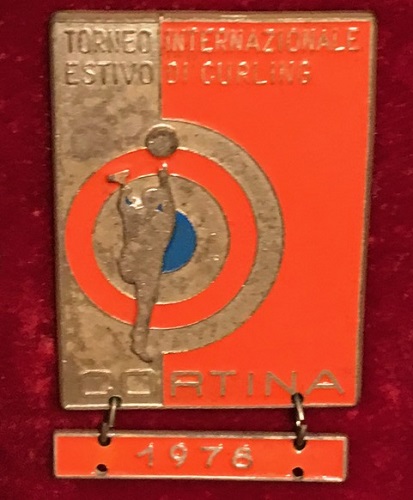 TORNEO INTERNAZIONALE
ESTIVO DI CURLING
CORTINA
1976